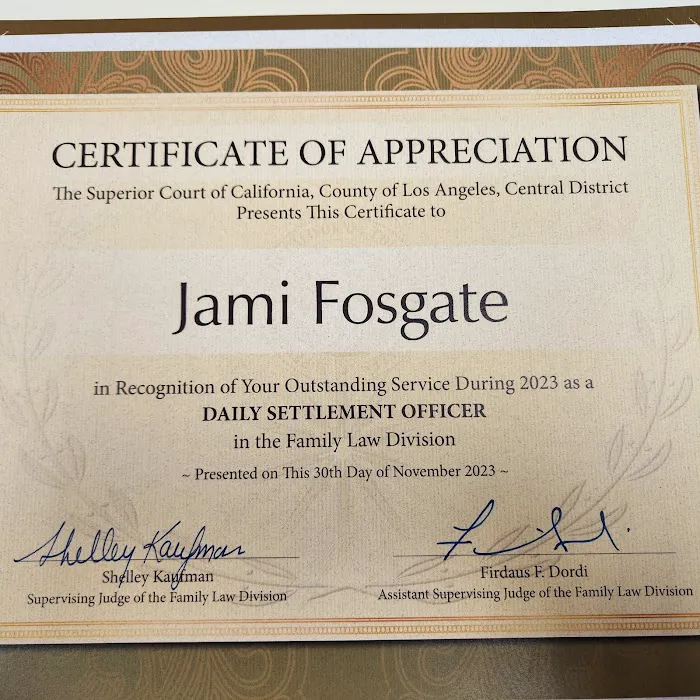 CERTIFICATE OF APPRECIATION
The Superior Court of California, County of Los Angeles, Central District
Presents This Certificate to
Jami Fosgate
in Recognition of Your Outstanding Service During 2023 as a
DAILY SETTLEMENT OFFICER
in the Family Law Division
~ Presented on This 30th Day of November 2023 ~
Shelley Kaufman
Shelley Kaufman
Supervising Judge of the Family Law Division
Firdaus F. Dordi
Assistant Supervising Judge of the Family Law Division